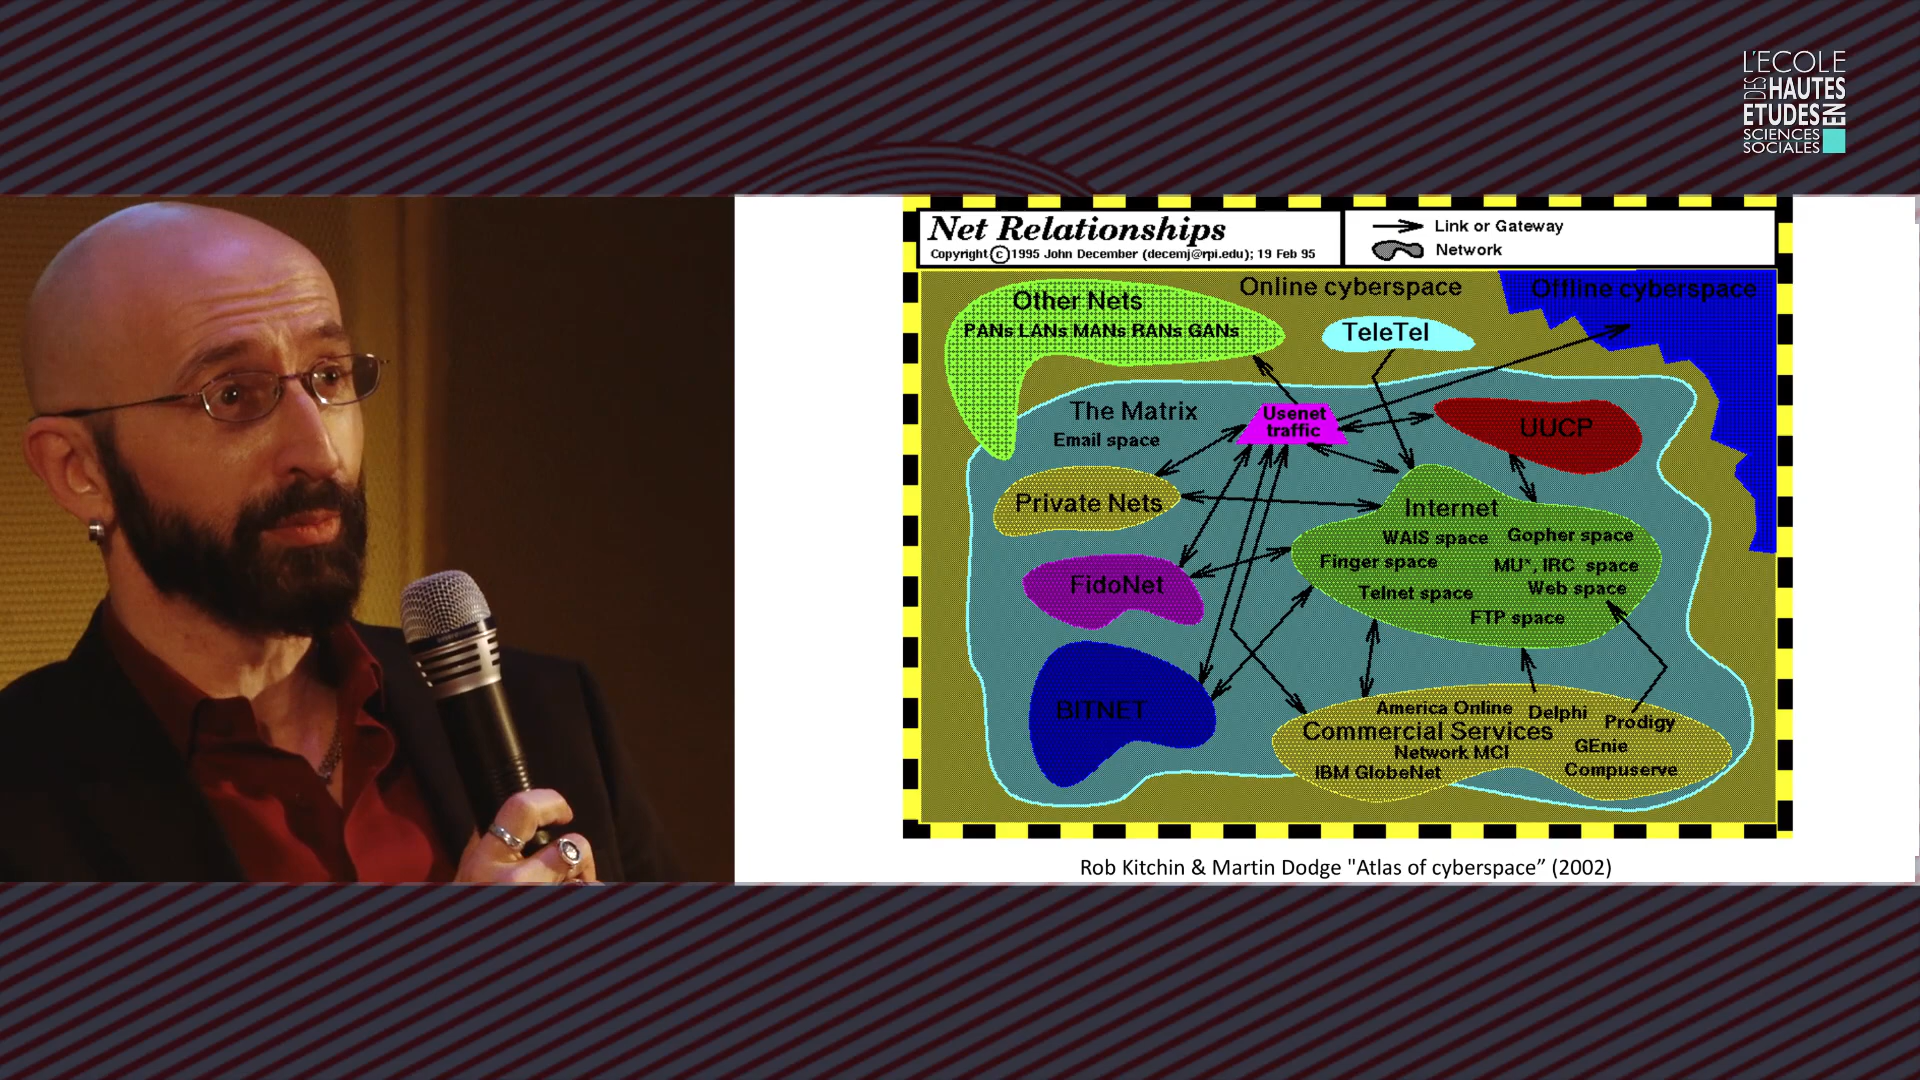 L'ECOLE
DES HAUTES
ETUDES EN
SCIENCES
SOCIALES
Net Relationships
Copyright (c) 1995 John December (decemj@rpi.edu); 19 Feb 95
Link or Gateway
Network
Online cyberspace
Offline cyberspace
Other Nets
PANs LANs MANs RANs GANs
TeleTel
The Matrix
Email space
Usenet
traffic
UUCP
Private Nets
Internet
WAIS space
Gopher space
Finger space
MU*, IRC space
Telnet space
Web space
FTP space
FidoNet
BITNET
America Online
Delphi
Prodigy
Commercial Services
GEnie
Network MCI
IBM GlobeNet
Compuserve
Rob Kitchin & Martin Dodge "Atlas of cyberspace” (2002)